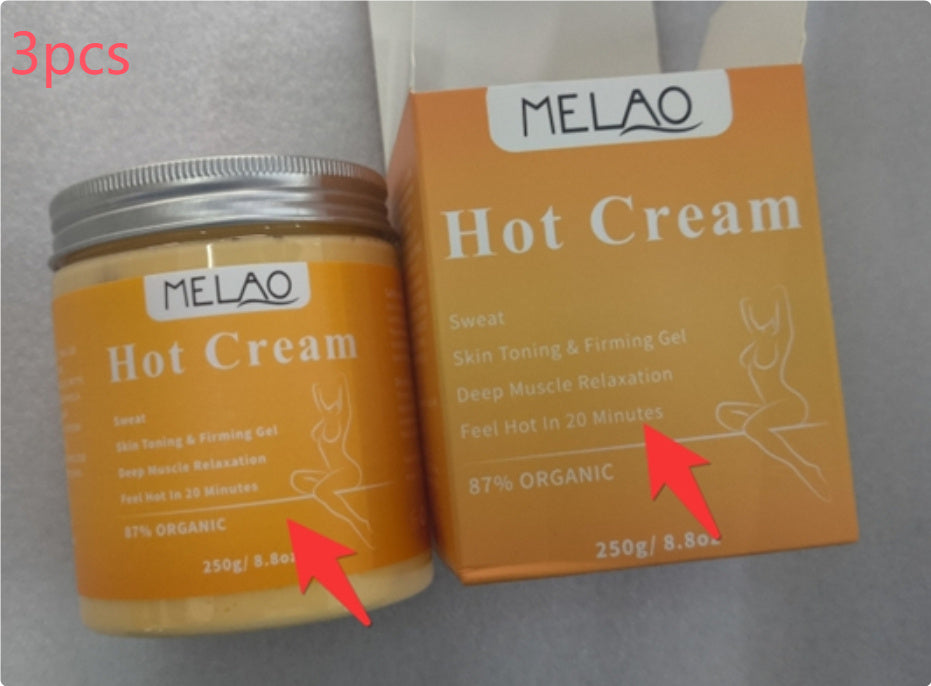 3pcs
MELAO
Hot Cream
Sweat
Skin Toning & Firming Gel
Deep Muscle Relaxation
Feel Hot In 20 Minutes
87% ORGANIC
250g/ 8.8oz
MELAO
Hot Cream
Sweat
Skin Toning & Firming Gel
Deep Muscle Relaxation
Feel Hot In 20 Minutes
87% ORGANIC
250g/ 8.8oz